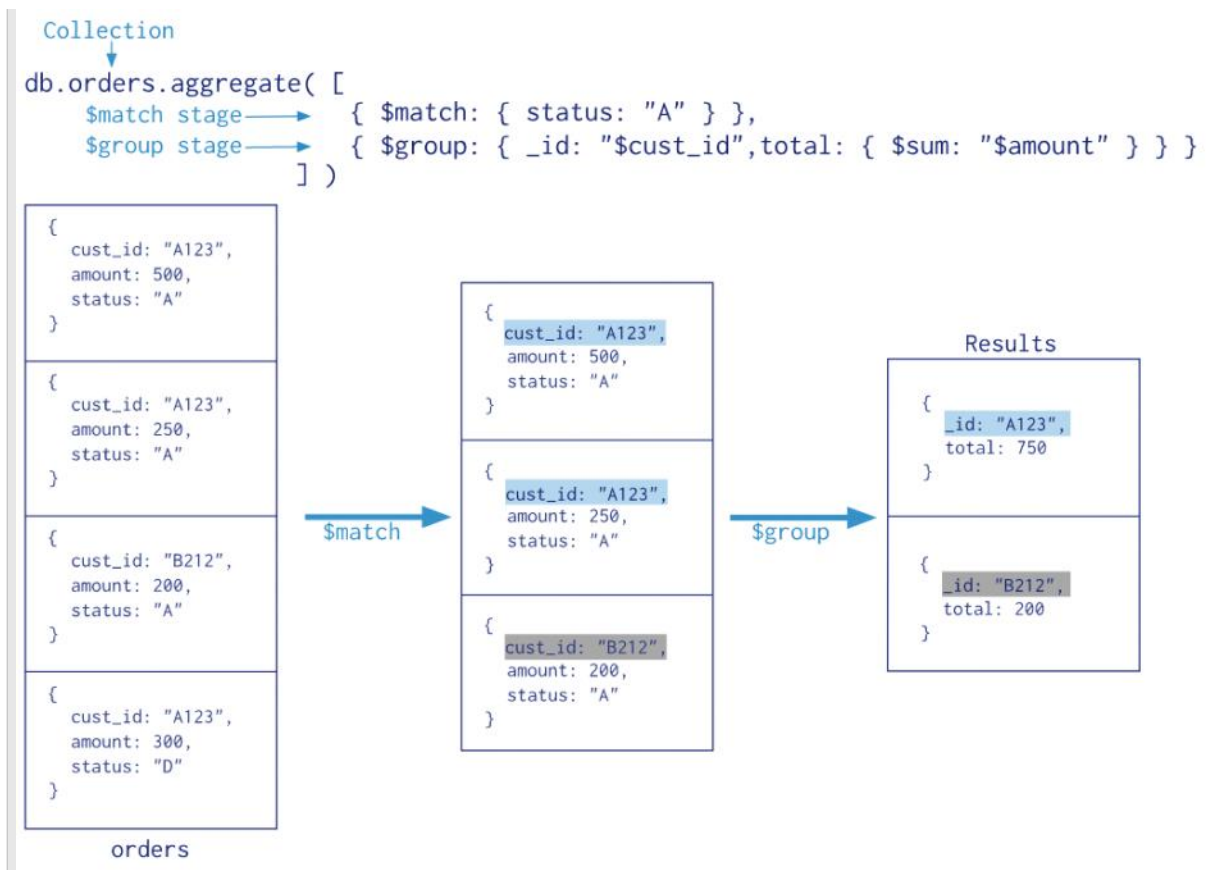 Collection
db.orders.aggregate( [
$match stage { $match: { status: "A" } },
$group stage { $group: { _id: "$cust_id",total: { $sum: "$amount" } } }
] )
{
cust_id: "A123",
amount: 500,
status: "A"
}
{
cust_id: "A123",
amount: 250,
status: "A"
}
{
cust_id: "B212",
amount: 200,
status: "A"
}
{
cust_id: "A123",
amount: 300,
status: "D"
}
orders
$match
{
cust_id: "A123",
amount: 500,
status: "A"
}
{
cust_id: "A123",
amount: 250,
status: "A"
}
{
cust_id: "B212",
amount: 200,
status: "A"
}
$group
Results
{
_id: "A123",
total: 750
}
{
_id: "B212",
total: 200
}